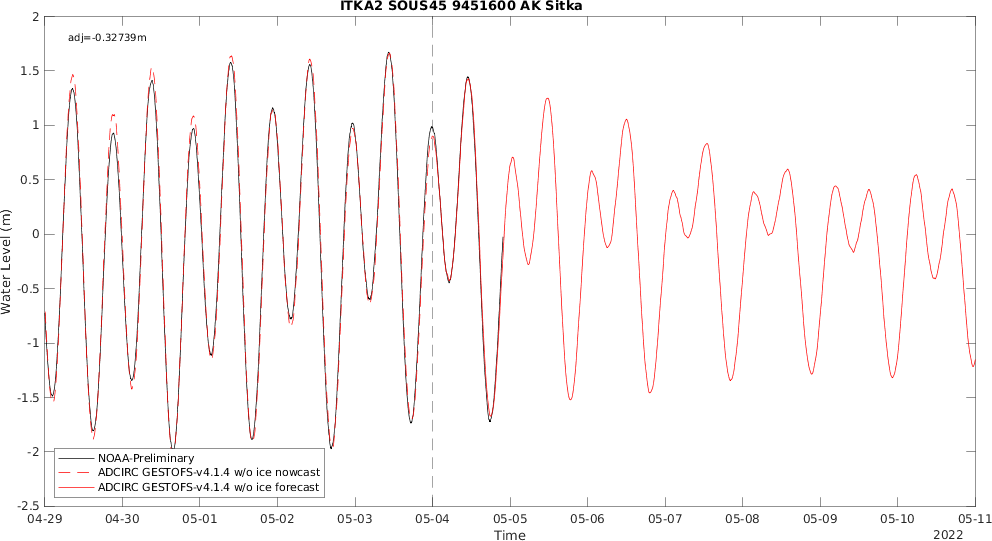 ITKA2 SOUS45 9451600 AK Sitka
adj=-0.32739m
2
1.5
1
0.5
0
-0.5
-1
-1.5
-2
-2.5
Water Level (m)
NOAA-Preliminary
ADCIRC GESTOFS-v4.1.4 w/o ice nowcast
ADCIRC GESTOFS-v4.1.4 w/o ice forecast
04-29 04-30 05-01 05-02 05-03 05-04 05-05 05-06 05-07 05-08 05-09 05-10 05-11
Time
2022